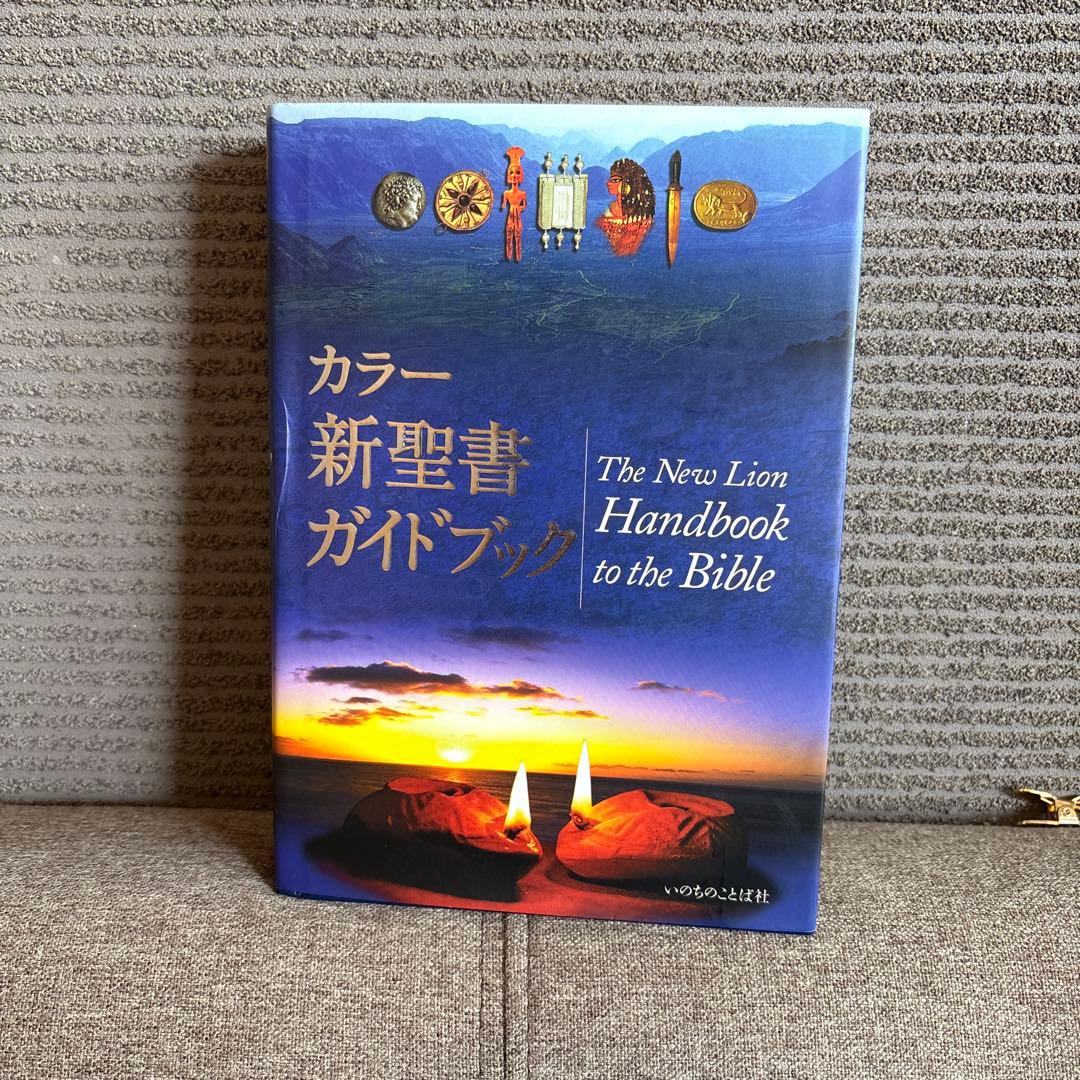 カラー
新聖書
ガイドブック
The New Lion
Handbook
to the Bible
いのちのことば社